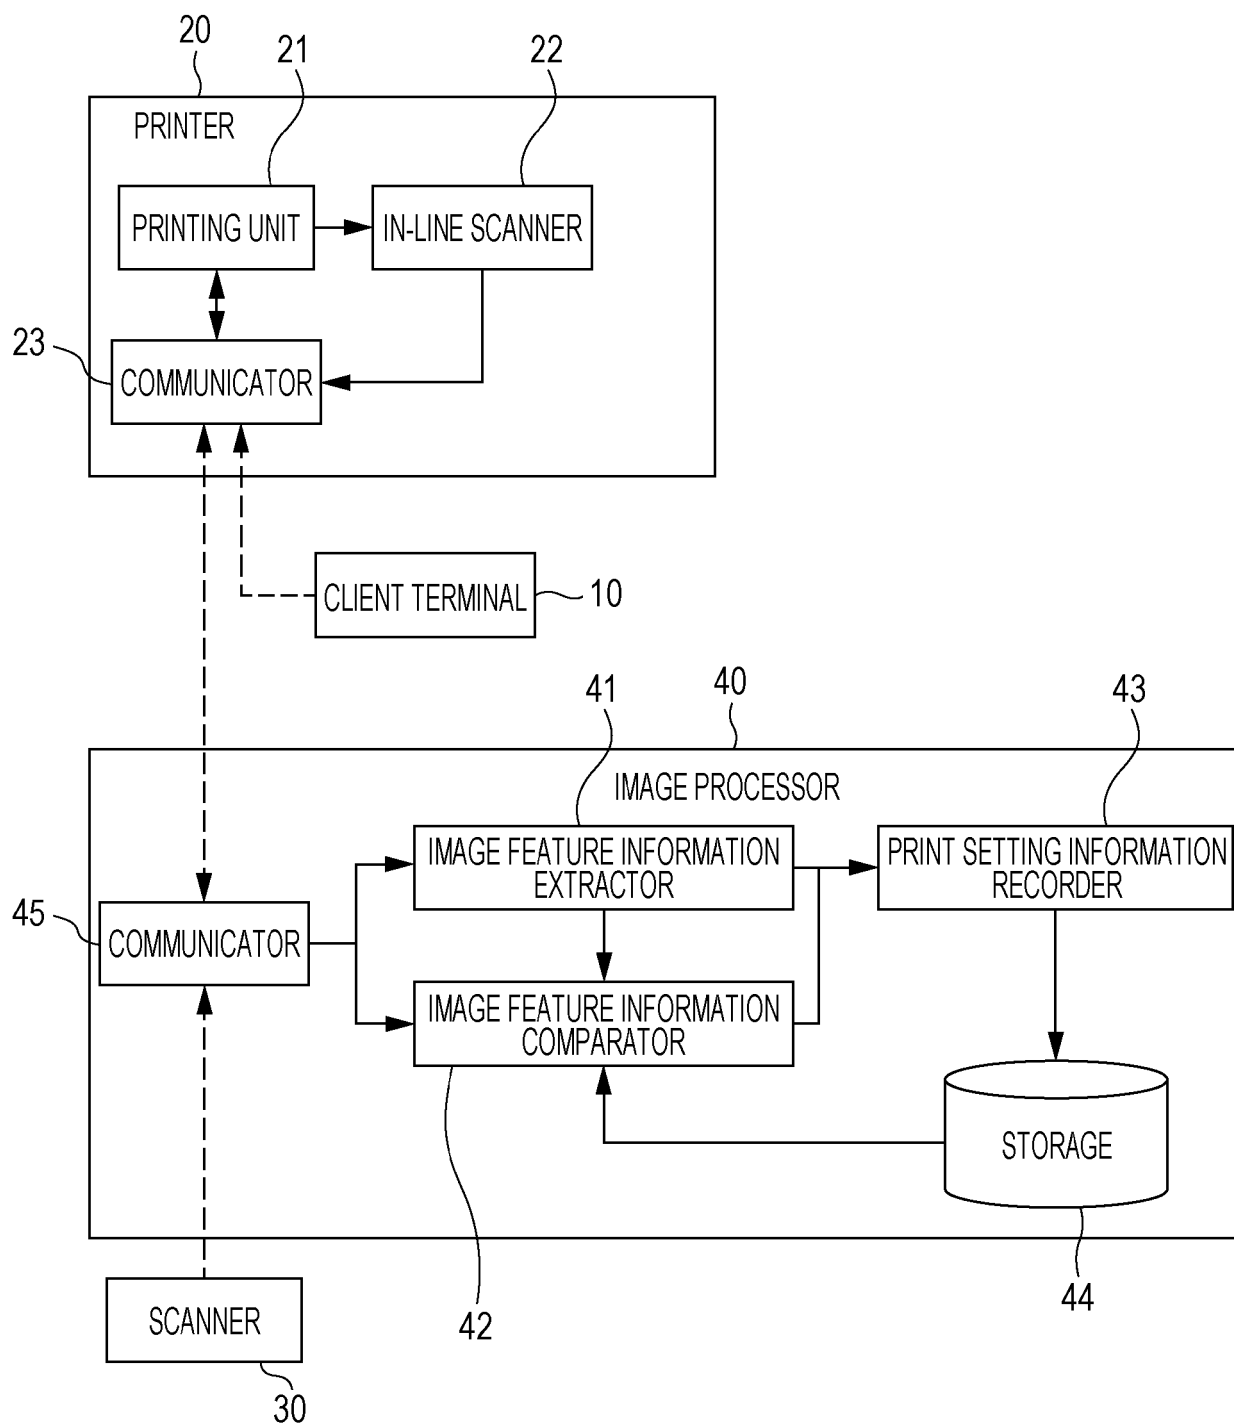 20
21
22
PRINTER
PRINTING UNIT
IN-LINE SCANNER
23
COMMUNICATOR
CLIENT TERMINAL
10
41
40
43
IMAGE PROCESSOR
IMAGE FEATURE INFORMATION
EXTRACTOR
PRINT SETTING INFORMATION
RECORDER
45
COMMUNICATOR
IMAGE FEATURE INFORMATION
COMPARATOR
STORAGE
44
42
SCANNER
30